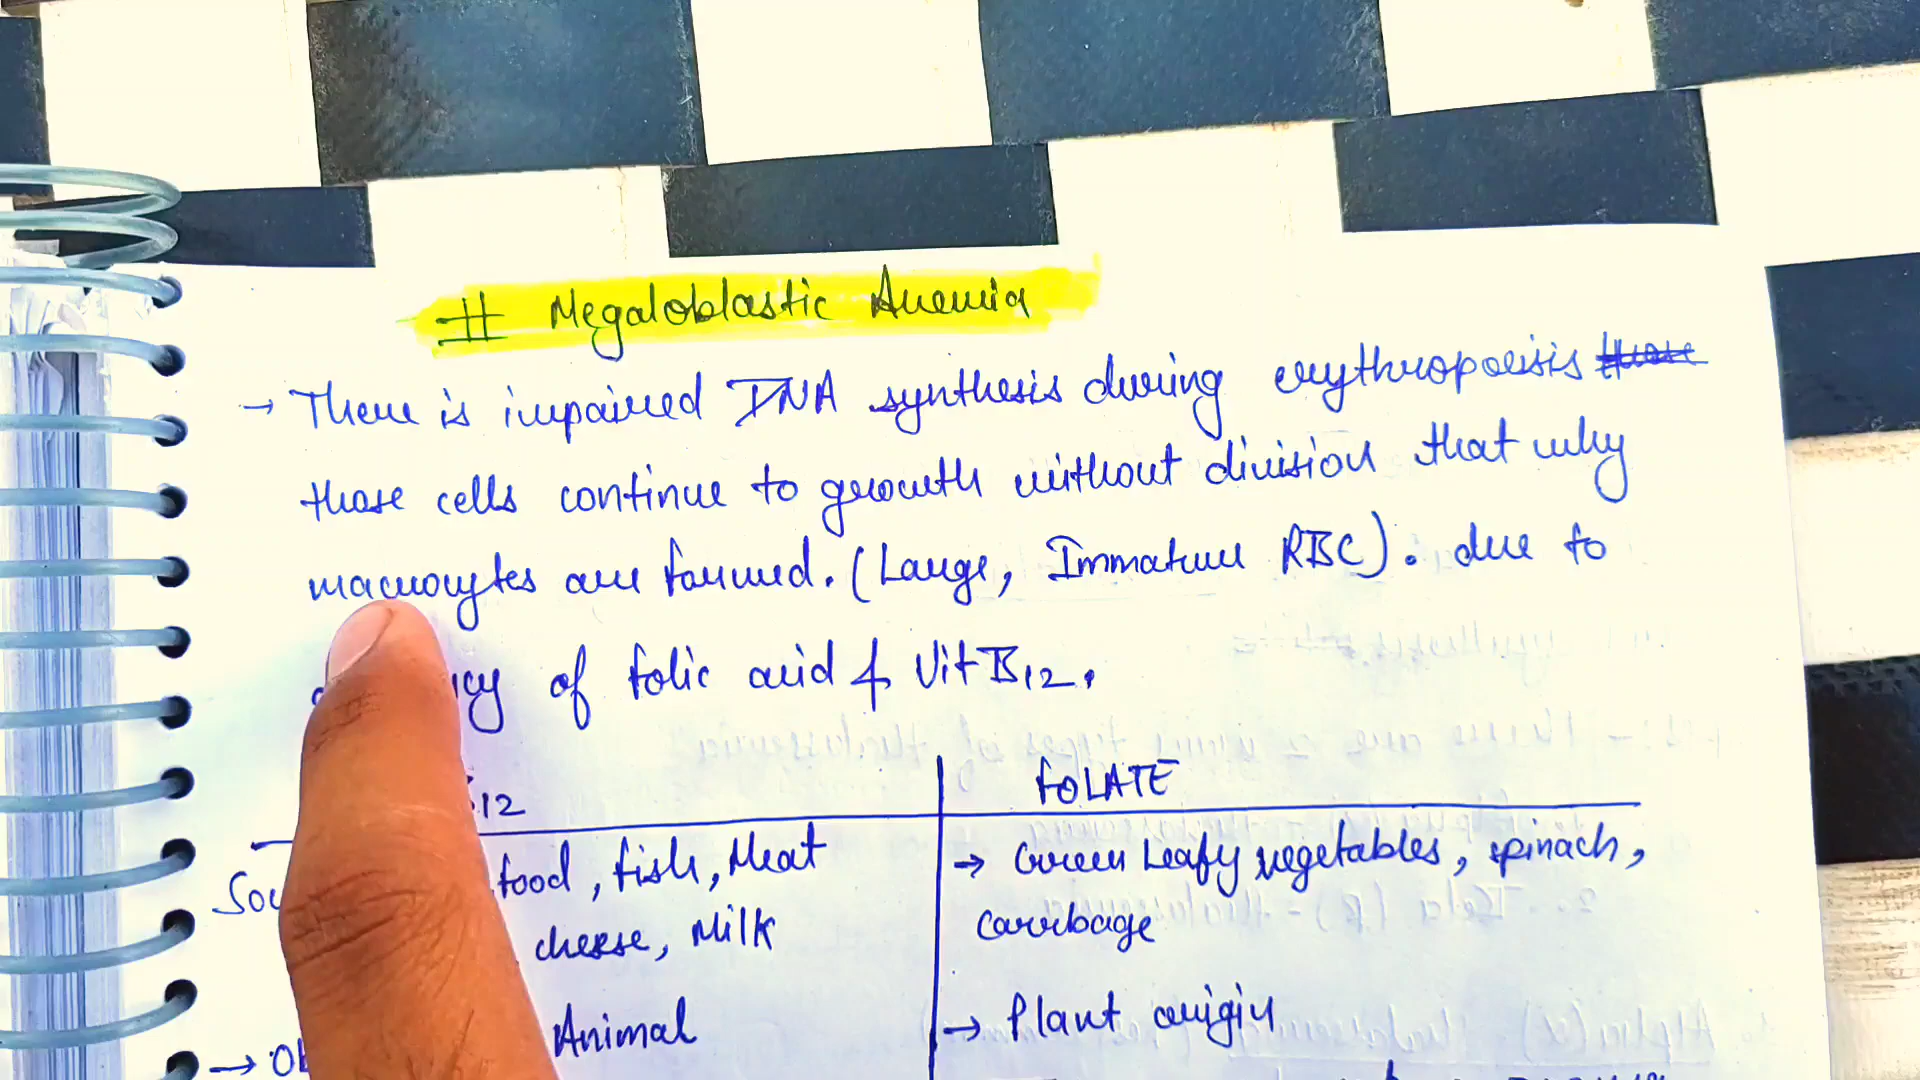 # Megaloblastic Anemia
→ There is impaired DNA synthesis during erythropoeisis
those cells continue to growth without division that why
macrocytes are formed. (Large, Immature RBC). due to
of folic acid & Vit B12.
12 FOLATE
food, fish, Meat → Green Leafy vegetables, spinach,
cheese, Milk carrbage
Animal → Plant origin